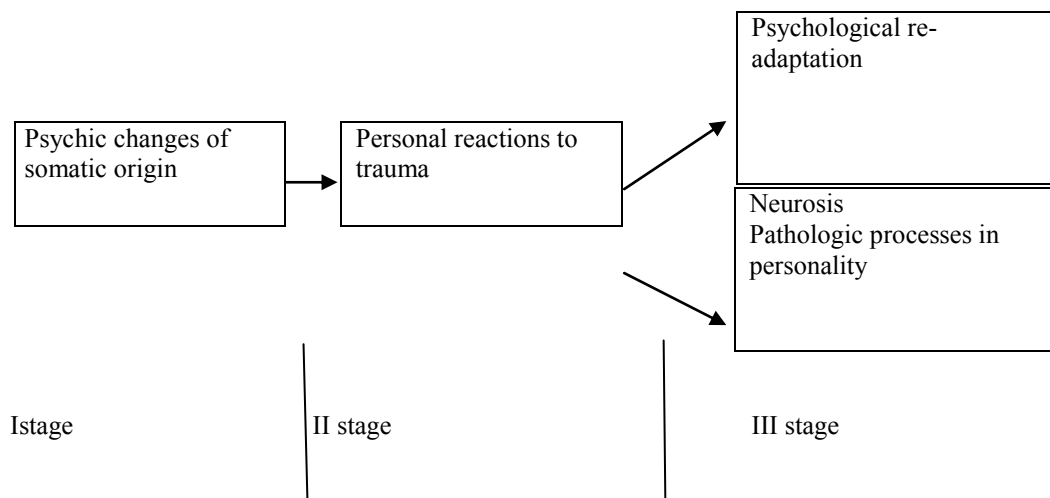 Psychic changes of
somatic origin
Personal reactions to
trauma
Psychological re-
adaptation
Neurosis
Pathologic processes in
personality
Istage
II stage
III stage